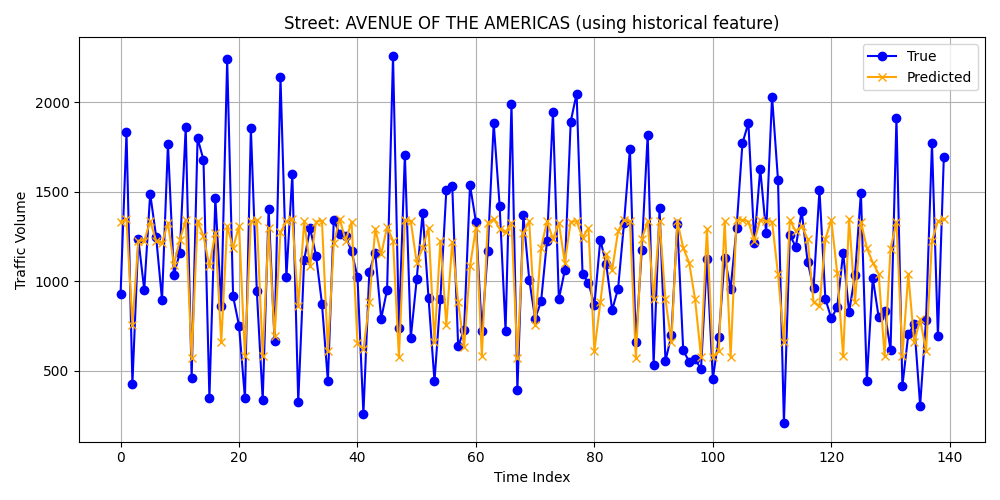 Street: AVENUE OF THE AMERICAS (using historical feature)
True
Predicted
Traffic Volume
2000
1500
1000
500
0
20
40
60
80
100
120
140
Time Index